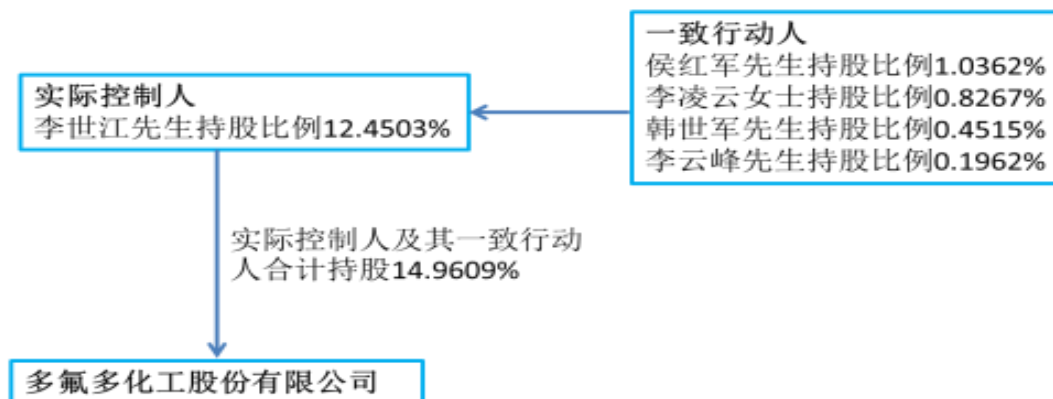 一致行动人
侯红军先生持股比例1.0362%
李凌云女士持股比例0.8267%
韩世军先生持股比例0.4515%
李云峰先生持股比例0.1962%
实际控制人
李世江先生持股比例12.4503%
实际控制人及其一致行动
人合计持股14.9609%
多氟多化工股份有限公司